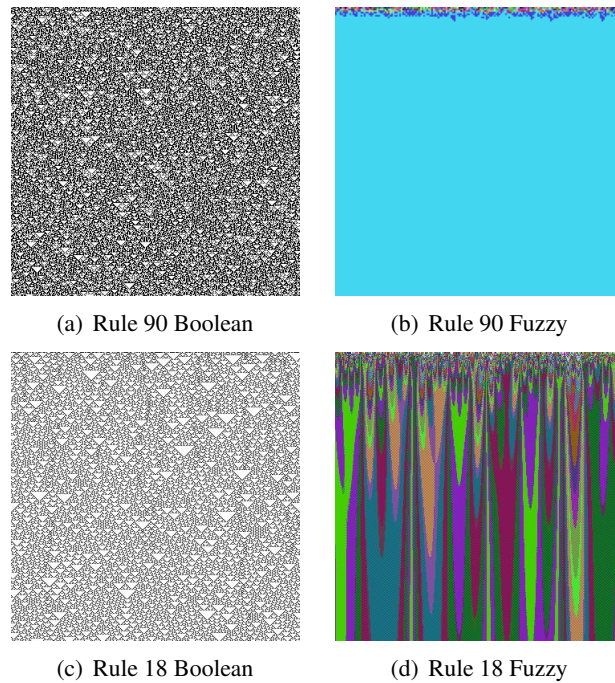 (a) Rule 90 Boolean
(b) Rule 90 Fuzzy
(c) Rule 18 Boolean
(d) Rule 18 Fuzzy